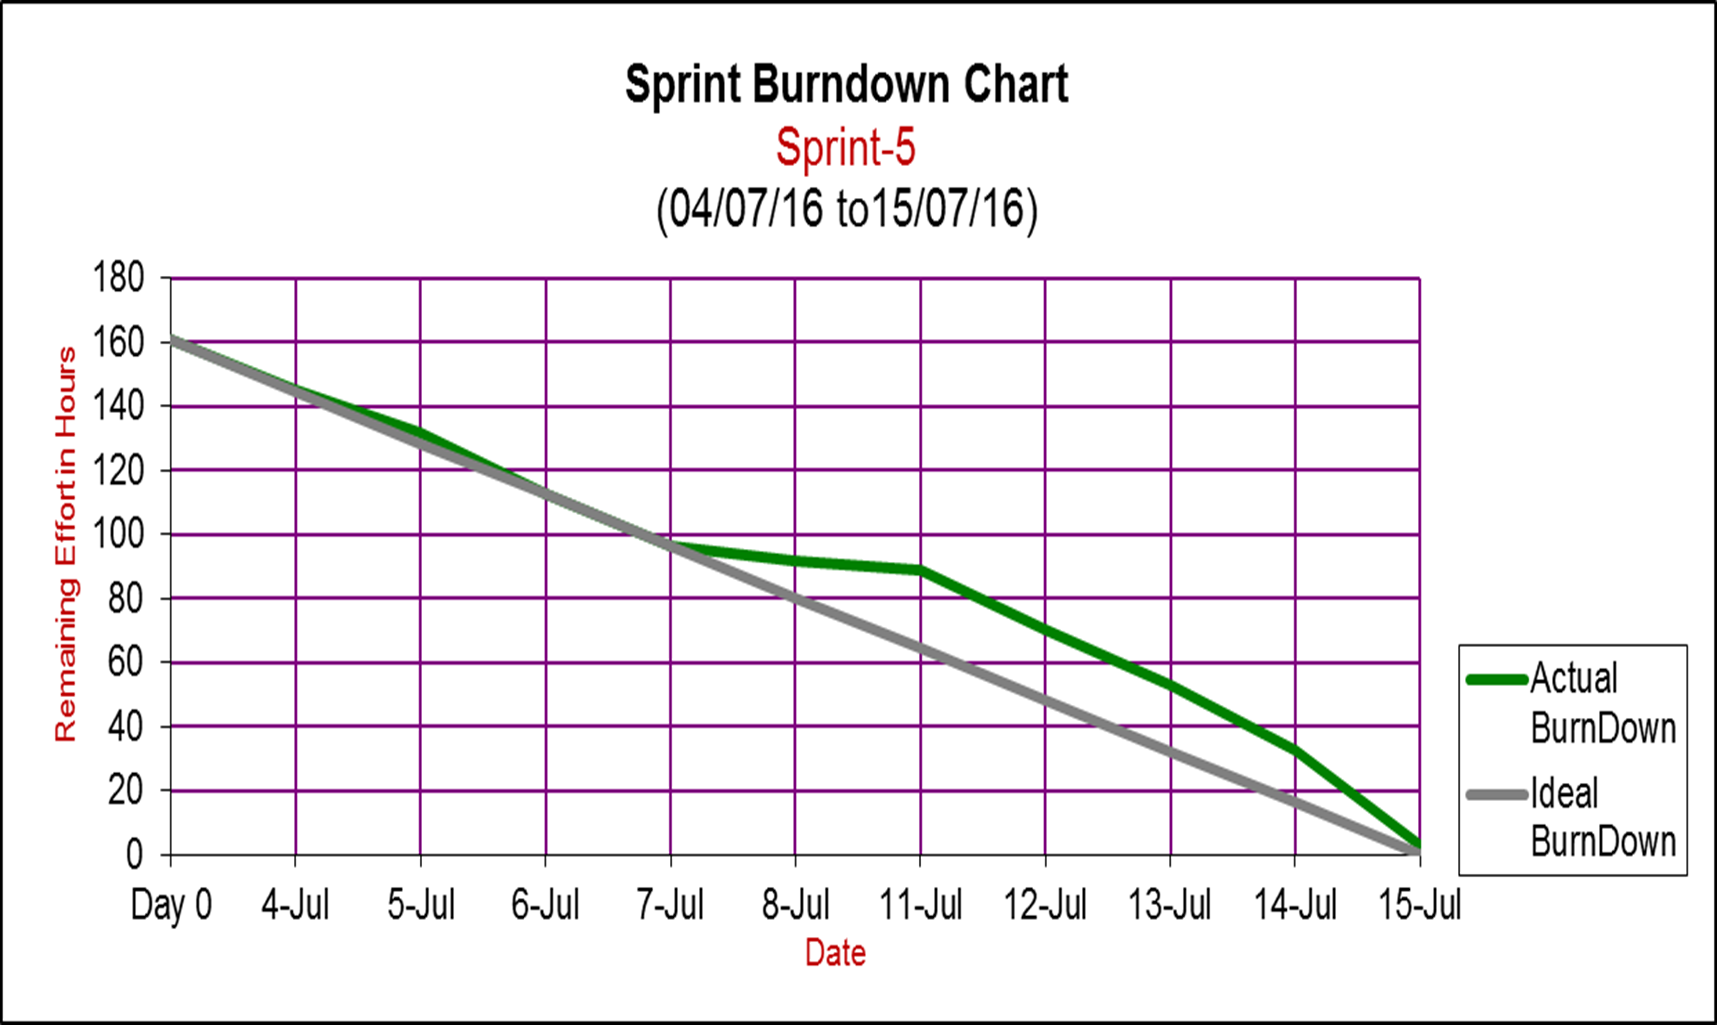 Sprint Burndown Chart
Sprint-5
(04/07/16 to15/07/16)
180
160
140
120
100
80
60
40
20
0
Remaining Effort in Hours
Day 0 4-Jul 5-Jul 6-Jul 7-Jul 8-Jul 11-Jul 12-Jul 13-Jul 14-Jul 15-Jul
Date
Actual
BurnDown
Ideal
BurnDown